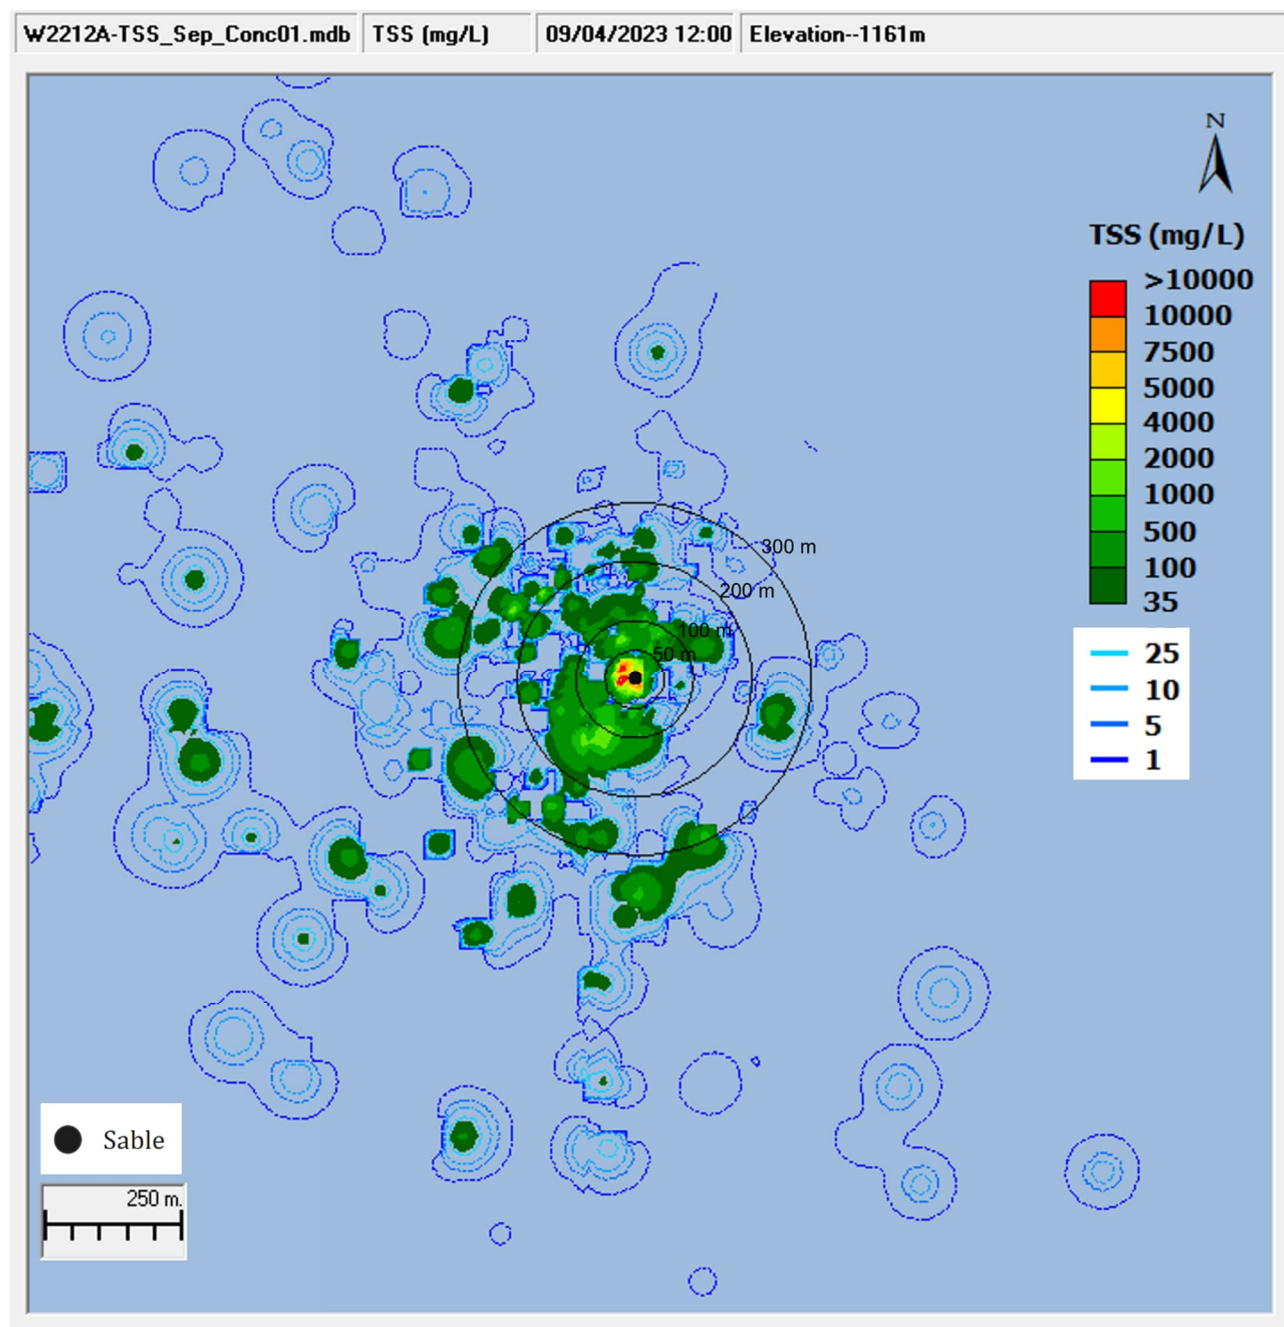 W2212A-TSS_Sep_Conc01.mdb TSS (mg/L) 09/04/2023 12:00 Elevation--1161m
N
TSS (mg/L)
>10000
10000
7500
5000
4000
2000
1000
500
100
35
25
10
5
1
300 m
200 m
100 m
50 m
Sable
250 m.